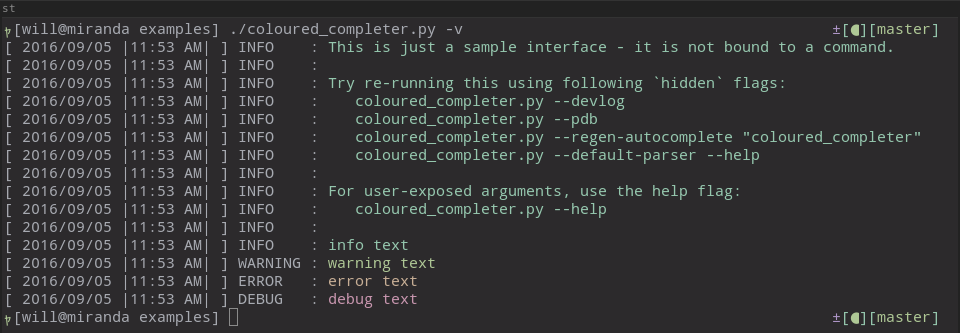 st
[will@miranda examples] ./coloured_completer.py -v ±[◐][master]
[ 2016/09/05 |11:53 AM| ] INFO    : This is just a sample interface - it is not bound to a command.
[ 2016/09/05 |11:53 AM| ] INFO    :
[ 2016/09/05 |11:53 AM| ] INFO    : Try re-running this using following `hidden` flags:
[ 2016/09/05 |11:53 AM| ] INFO    :    coloured_completer.py --devlog
[ 2016/09/05 |11:53 AM| ] INFO    :    coloured_completer.py --pdb
[ 2016/09/05 |11:53 AM| ] INFO    :    coloured_completer.py --regen-autocomplete "coloured_completer"
[ 2016/09/05 |11:53 AM| ] INFO    :    coloured_completer.py --default-parser --help
[ 2016/09/05 |11:53 AM| ] INFO    :
[ 2016/09/05 |11:53 AM| ] INFO    : For user-exposed arguments, use the help flag:
[ 2016/09/05 |11:53 AM| ] INFO    :    coloured_completer.py --help
[ 2016/09/05 |11:53 AM| ] INFO    :
[ 2016/09/05 |11:53 AM| ] INFO    : info text
[ 2016/09/05 |11:53 AM| ] WARNING : warning text
[ 2016/09/05 |11:53 AM| ] ERROR   : error text
[ 2016/09/05 |11:53 AM| ] DEBUG   : debug text
[will@miranda examples] ±[◐][master]